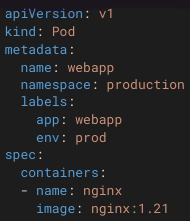 apiVersion: v1
kind: Pod
metadata:
  name: webapp
  namespace: production
  labels:
    app: webapp
    env: prod
spec:
  containers:
  - name: nginx
    image: nginx:1.21